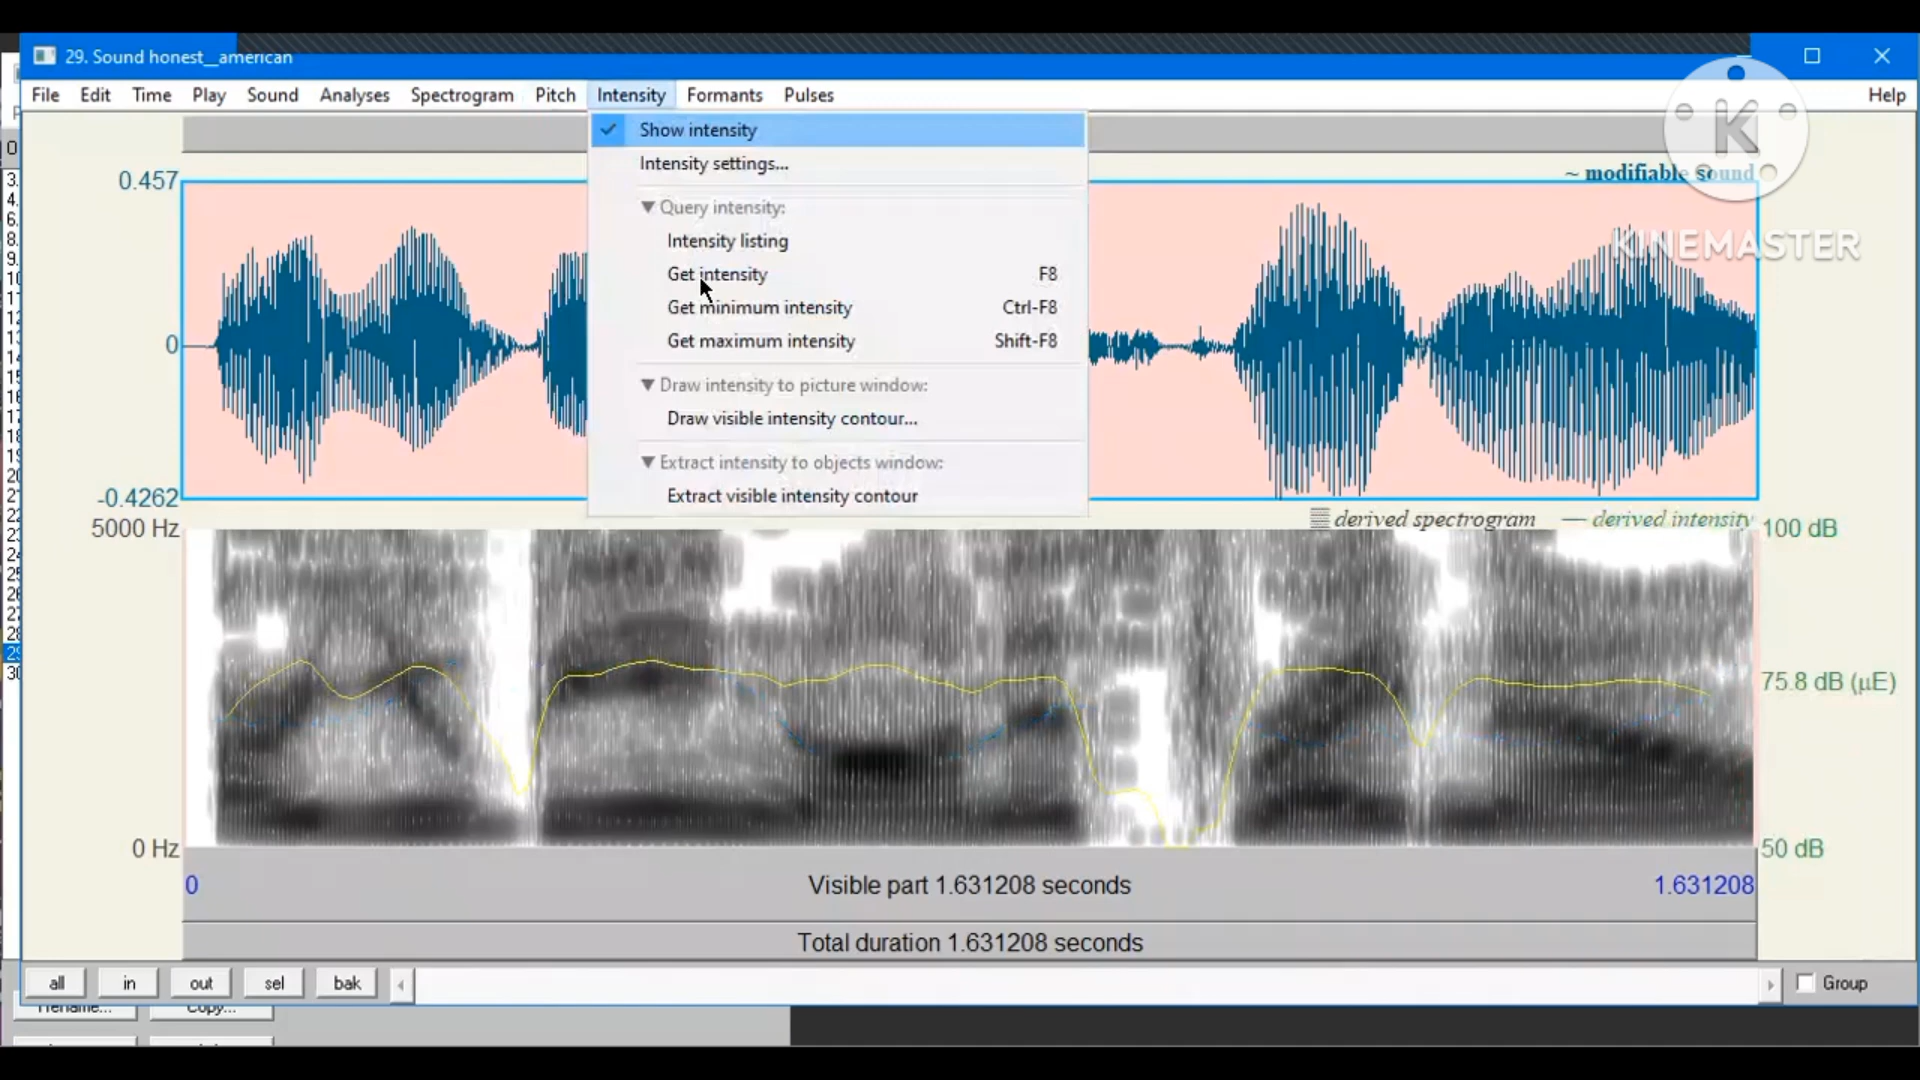 29. Sound honest__american
File Edit Time Play Sound Analyses Spectrogram Pitch Intensity Formants Pulses Help
Show intensity
Intensity settings...
Query intensity:
Intensity listing
Get intensity F8
Get minimum intensity Ctrl-F8
Get maximum intensity Shift-F8
Draw intensity to picture window:
Draw visible intensity contour...
Extract intensity to objects window:
Extract visible intensity contour
~ modifiable sound
K
KINEMASTER
0.457
0
-0.4262
derived spectrogram — derived intensity
5000 Hz
100 dB
75.8 dB (µE)
0 Hz
50 dB
0 Visible part 1.631208 seconds 1.631208
Total duration 1.631208 seconds
all in out sel bak Group
Copy...